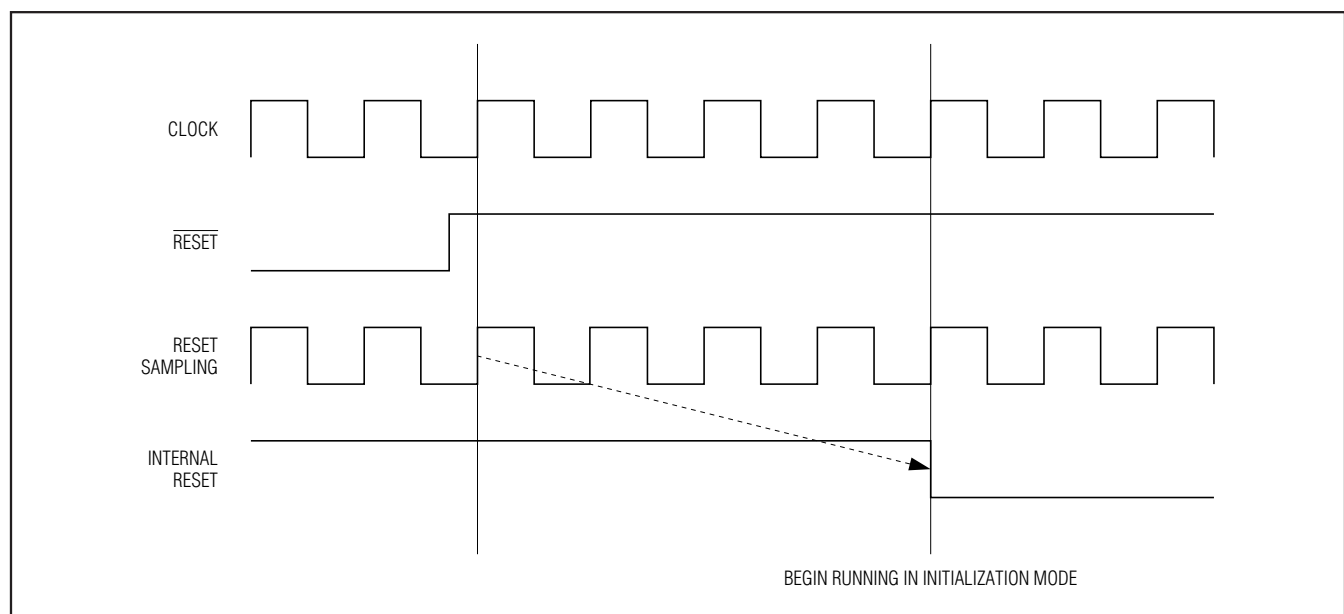 CLOCK
RESET
RESET
SAMPLING
INTERNAL
RESET
BEGIN RUNNING IN INITIALIZATION MODE